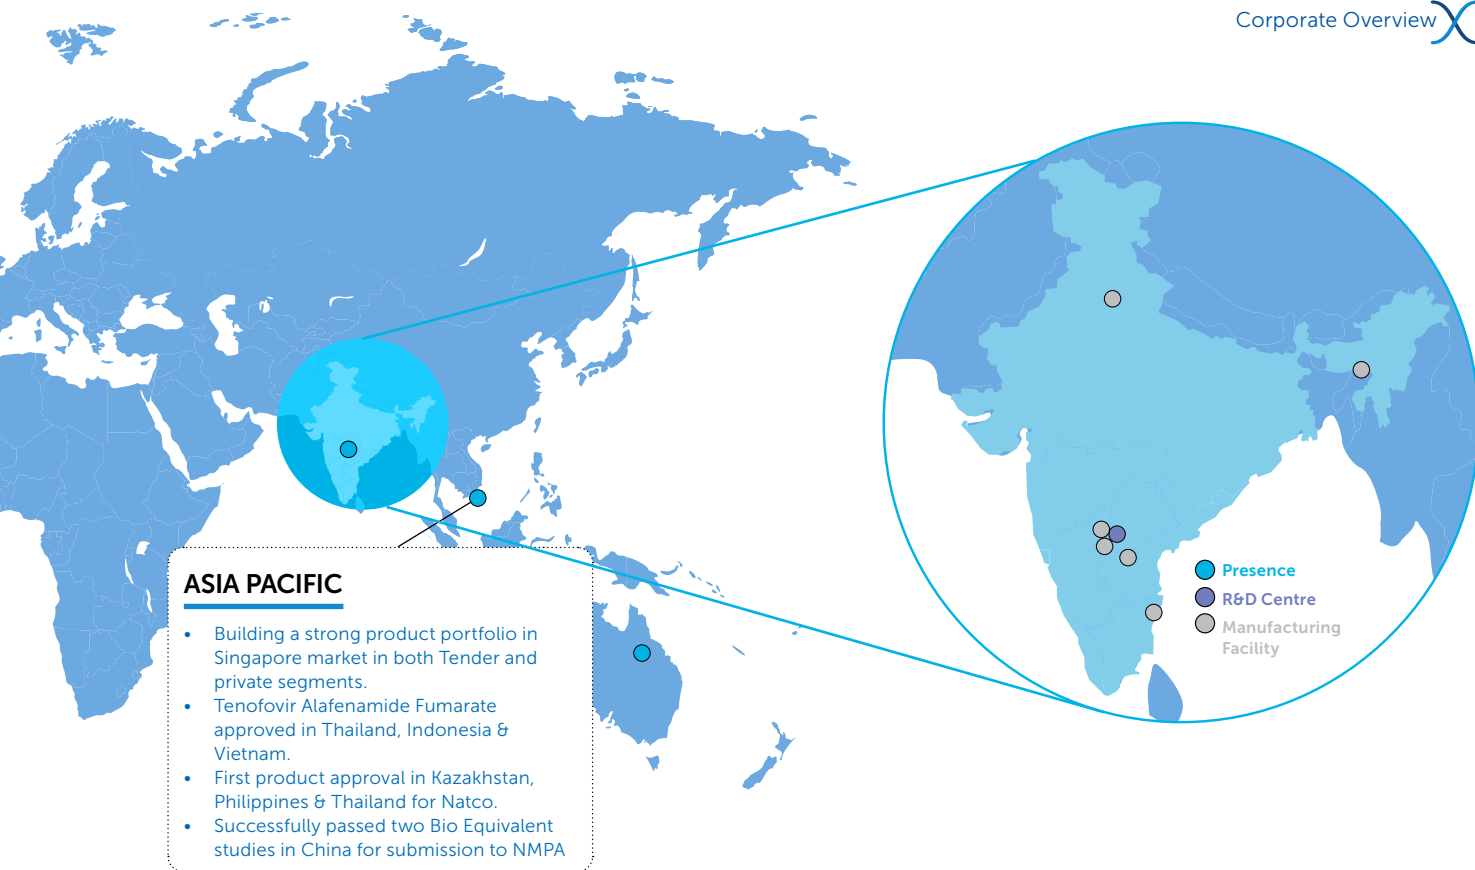 Corporate Overview
ASIA PACIFIC
• Building a strong product portfolio in
Singapore market in both Tender and
private segments.
• Tenofovir Alafenamide Fumarate
approved in Thailand, Indonesia &
Vietnam.
• First product approval in Kazakhstan,
Philippines & Thailand for Natco.
• Successfully passed two Bio Equivalent
studies in China for submission to NMPA
Presence
R&D Centre
Manufacturing
Facility